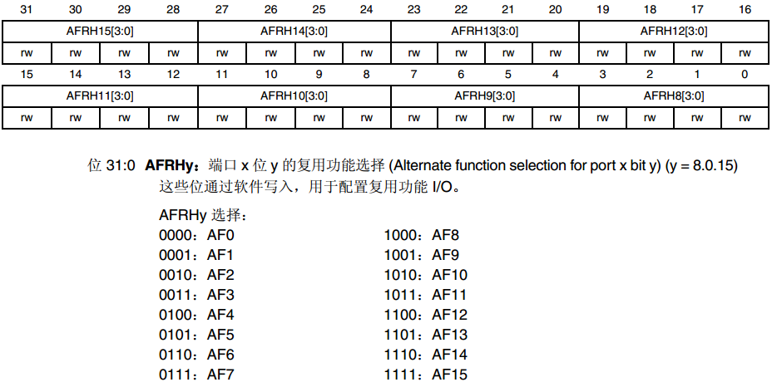 31 30 29 28 27 26 25 24 23 22 21 20 19 18 17 16
AFRH15[3:0] AFRH14[3:0] AFRH13[3:0] AFRH12[3:0]
rw rw rw rw rw rw rw rw rw rw rw rw rw rw rw rw
15 14 13 12 11 10 9 8 7 6 5 4 3 2 1 0
AFRH11[3:0] AFRH10[3:0] AFRH9[3:0] AFRH8[3:0]
rw rw rw rw rw rw rw rw rw rw rw rw rw rw rw rw
位 31:0 AFRHy：端口 x 位 y 的复用功能选择 (Alternate function selection for port x bit y) (y = 8.0.15)
这些位通过软件写入，用于配置复用功能 I/O。
AFRHy 选择：
0000：AF0 1000：AF8
0001：AF1 1001：AF9
0010：AF2 1010：AF10
0011：AF3 1011：AF11
0100：AF4 1100：AF12
0101：AF5 1101：AF13
0110：AF6 1110：AF14
0111：AF7 1111：AF15